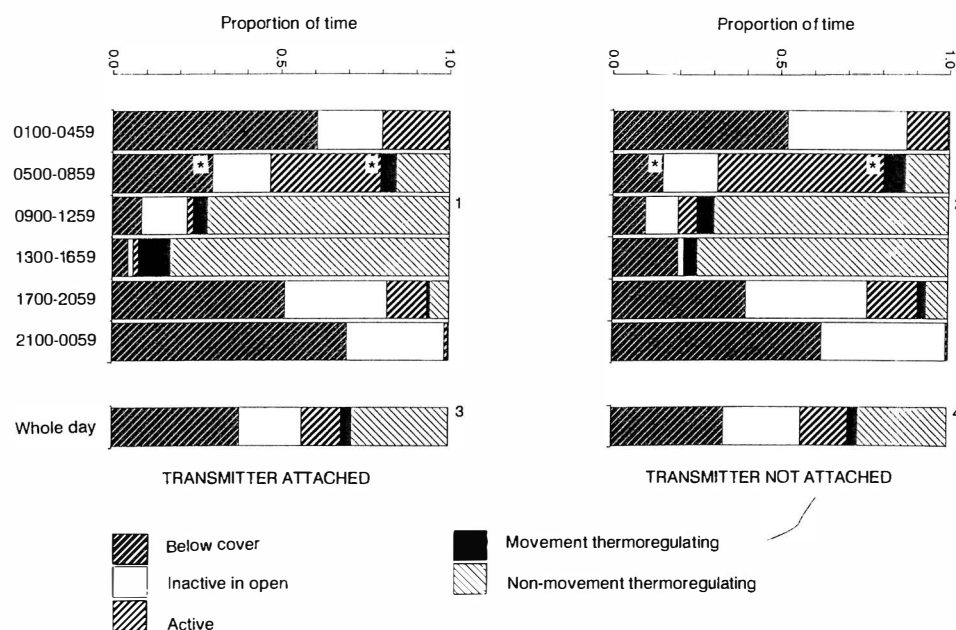 Proportion of time
Proportion of time
0.0 0.5 1.0
0.0 0.5 1.0
0100-0459
0500-0859 * * * *
0900-1259 1 2
1300-1659
1700-2059
2100-0059
Whole day 3 4
TRANSMITTER ATTACHED
TRANSMITTER NOT ATTACHED
Below cover
Movement thermoregulating
Inactive in open
Non-movement thermoregulating
Active